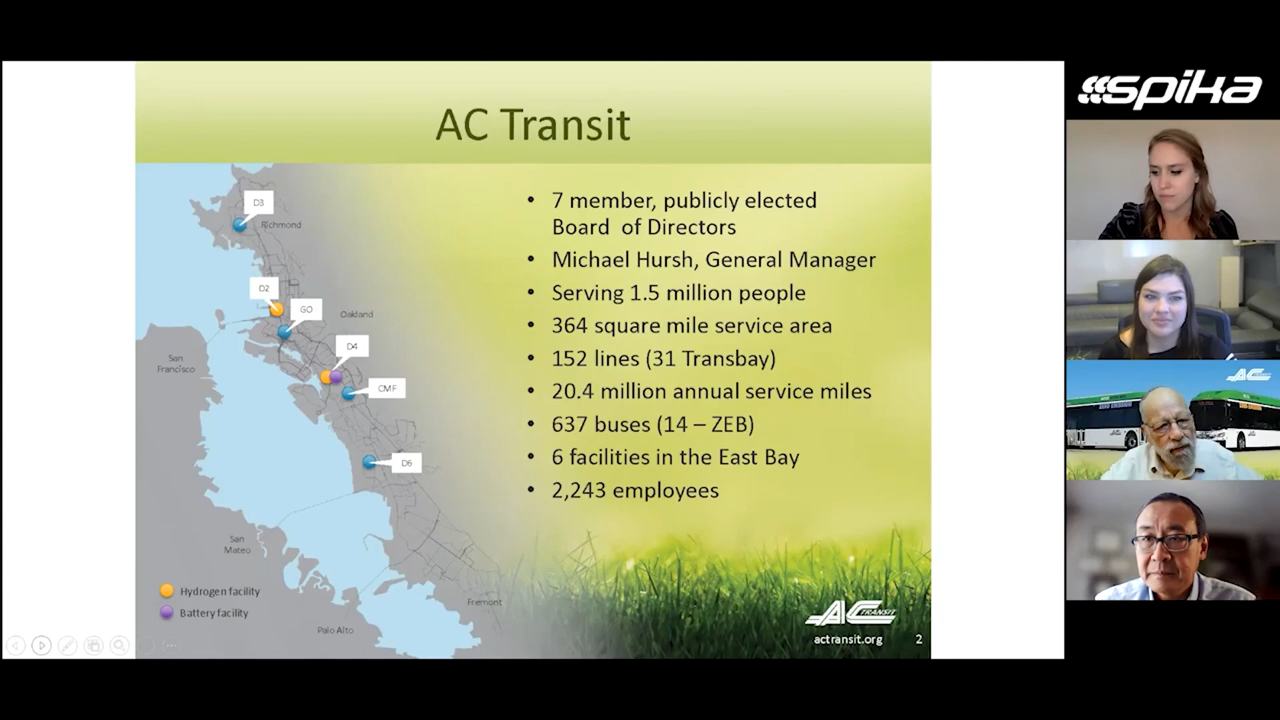 spika
AC Transit
• 7 member, publicly elected
Board of Directors
• Michael Hursh, General Manager
• Serving 1.5 million people
• 364 square mile service area
• 152 lines (31 Transbay)
• 20.4 million annual service miles
• 637 buses (14 – ZEB)
• 6 facilities in the East Bay
• 2,243 employees
D3
Richmond
D2
GO
Oakland
D4
San
Francisco
CMF
D6
San
Mateo
Hydrogen facility
Battery facility
Fremont
Palo Alto
AC TRANSIT
actransit.org
2
AC
ZERO EMISSION